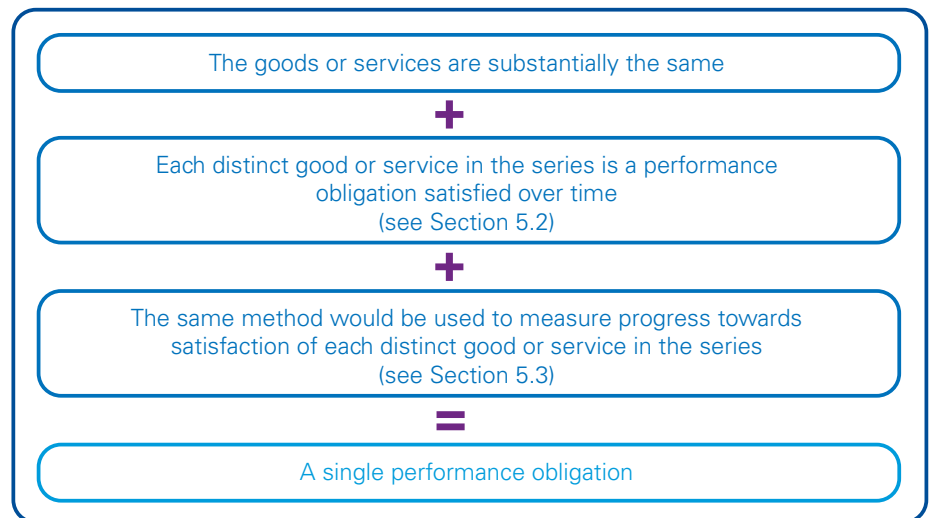 The goods or services are substantially the same
+
Each distinct good or service in the series is a performance
obligation satisfied over time
(see Section 5.2)
+
The same method would be used to measure progress towards
satisfaction of each distinct good or service in the series
(see Section 5.3)
=
A single performance obligation